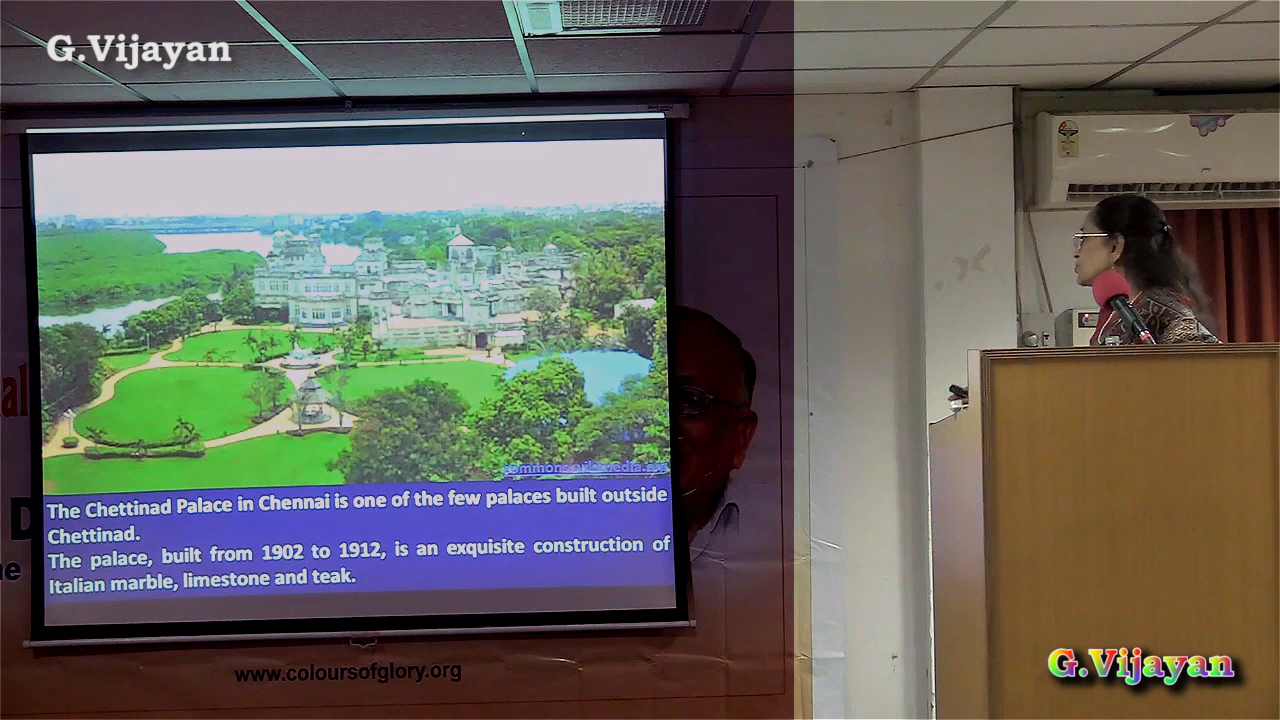 G.Vijayan
commons.wikimedia.org
The Chettinad Palace in Chennai is one of the few palaces built outside
Chettinad.
The palace, built from 1902 to 1912, is an exquisite construction of
Italian marble, limestone and teak.
al
D
ne
www.coloursofglory.org
G.Vijayan